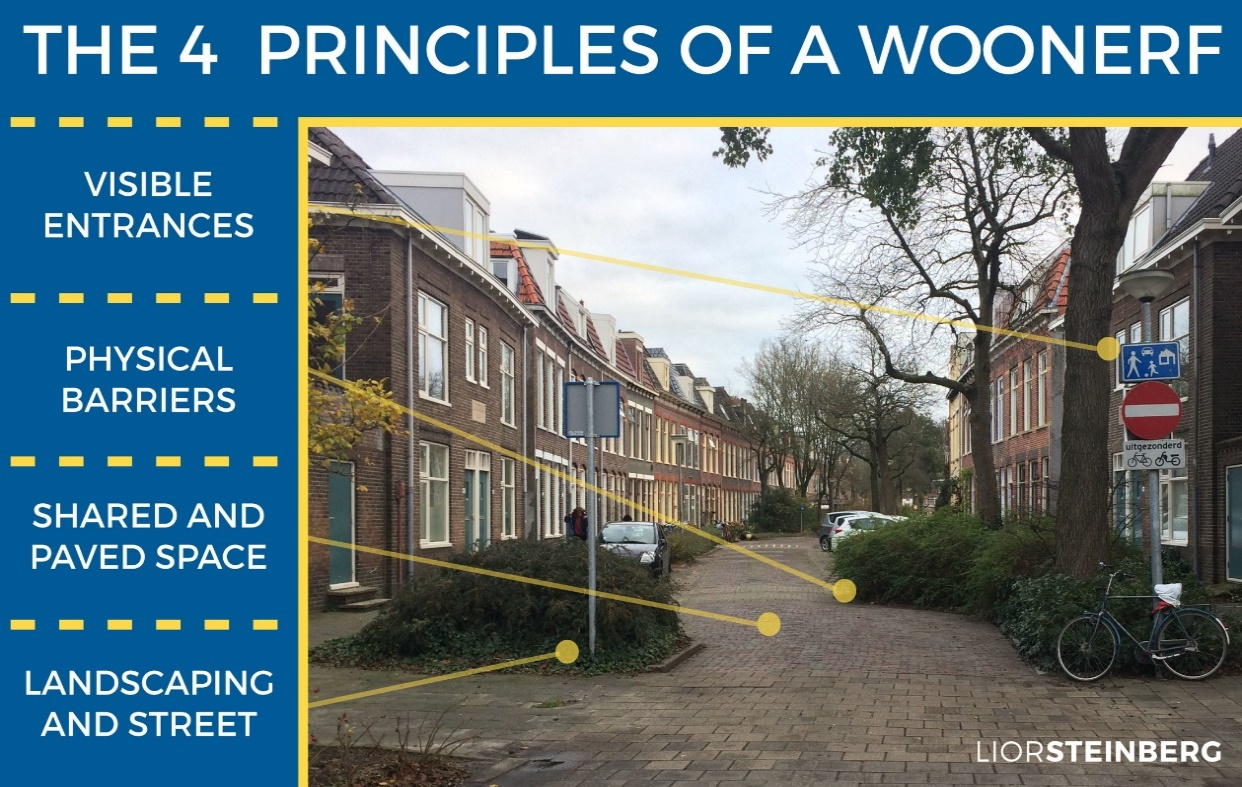 THE 4 PRINCIPLES OF A WOONERF
VISIBLE
ENTRANCES
PHYSICAL
BARRIERS
SHARED AND
PAVED SPACE
LANDSCAPING
AND STREET
uitgezonderd
LIORSTEINBERG